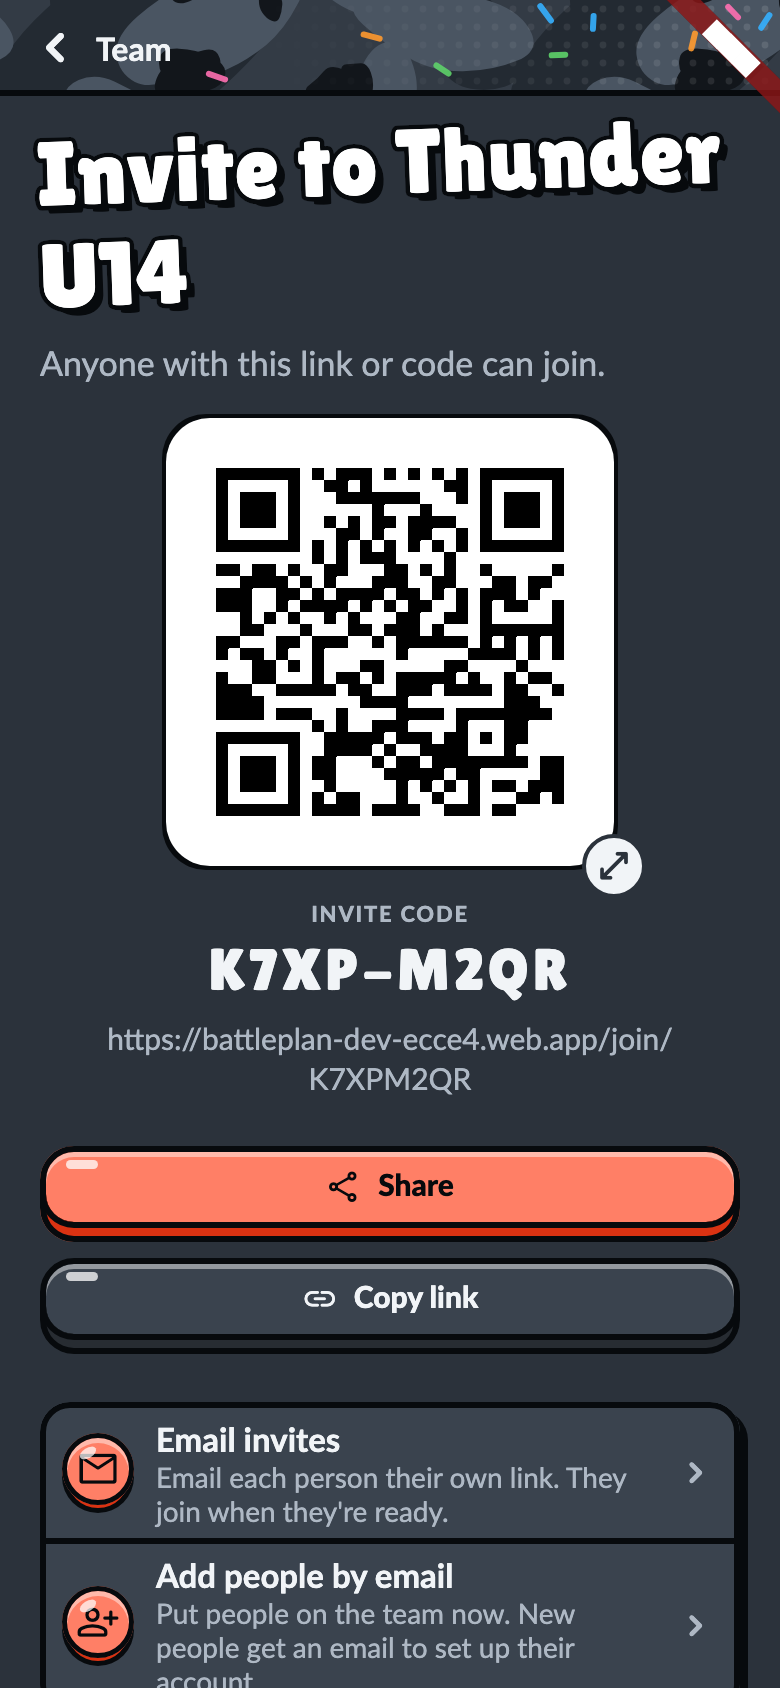 Team
Invite to Thunder
U14
Anyone with this link or code can join.
INVITE CODE
K7XP-M2QR
https://battleplan-dev-ecce4.web.app/join/
K7XPM2QR
Share
Copy link
Email invites
Email each person their own link. They
join when they're ready.
Add people by email
Put people on the team now. New
people get an email to set up their
account